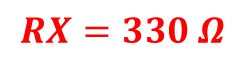 RX = 330 Ω